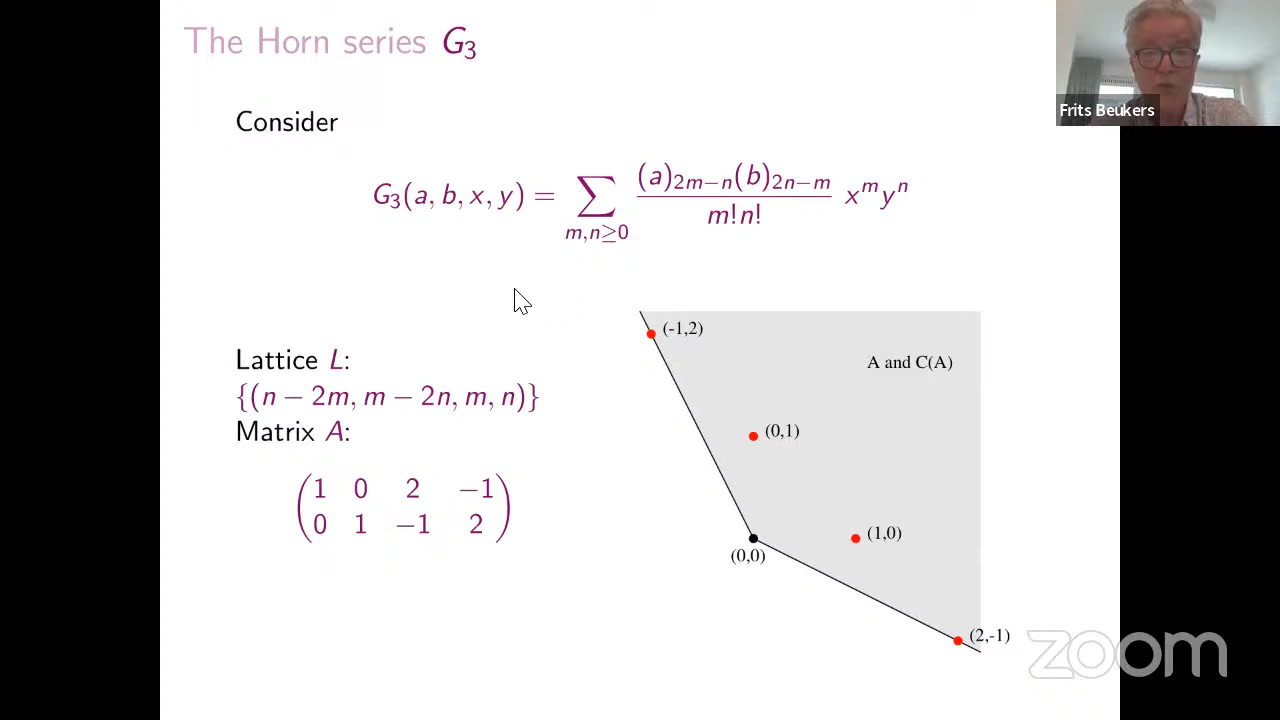 The Horn series G₃
Frits Beukers
Consider
G₃(a, b, x, y) = ∑_{m,n≥0} (a)_{2m−n}(b)_{2n−m} / m!n! xᵐyⁿ
(-1,2)
A and C(A)
Lattice L:
{(n − 2m, m − 2n, m, n)}
Matrix A:
(0,1)
1 0 2 −1
0 1 −1 2
(1,0)
(0,0)
(2,-1)
zoom